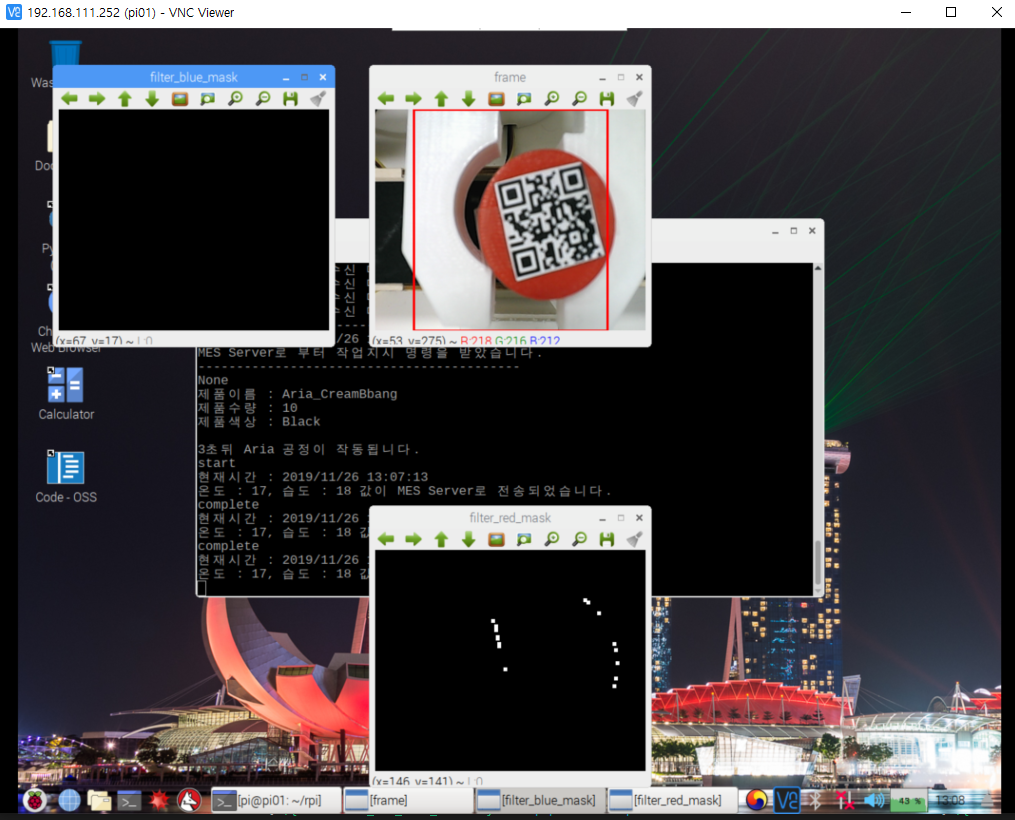 192.168.111.252 (pi01) - VNC Viewer
filter_blue_mask
frame
Was
Doc
Py
Ch
Web Browser
Calculator
Code - OSS
(x=67, y=17) ~ L:0
(x=53, y=275) ~ R:218 G:216 B:212
수신
수신
수신
수신
/26
MES Server로 부터 작업지시 명령을 받았습니다.
-----------------------------------------
None
제품이름 : Aria_CreamBbang
제품수량 : 10
제품색상 : Black
3초뒤 Aria 공정이 작동됩니다.
start
현재시간 : 2019/11/26 13:07:13
온도 : 17, 습도 : 18 값이 MES Server로 전송되었습니다.
complete
현재시간 : 2019/11/26
온도 : 17, 습도 : 18 값
complete
현재시간 : 2019/11/26
온도 : 17, 습도 : 18 값
filter_red_mask
(x=146, y=141) ~ L:0
[pi@pi01: ~/rpi]
[frame]
[filter_blue_mask]
[filter_red_mask]
43 %
13:08